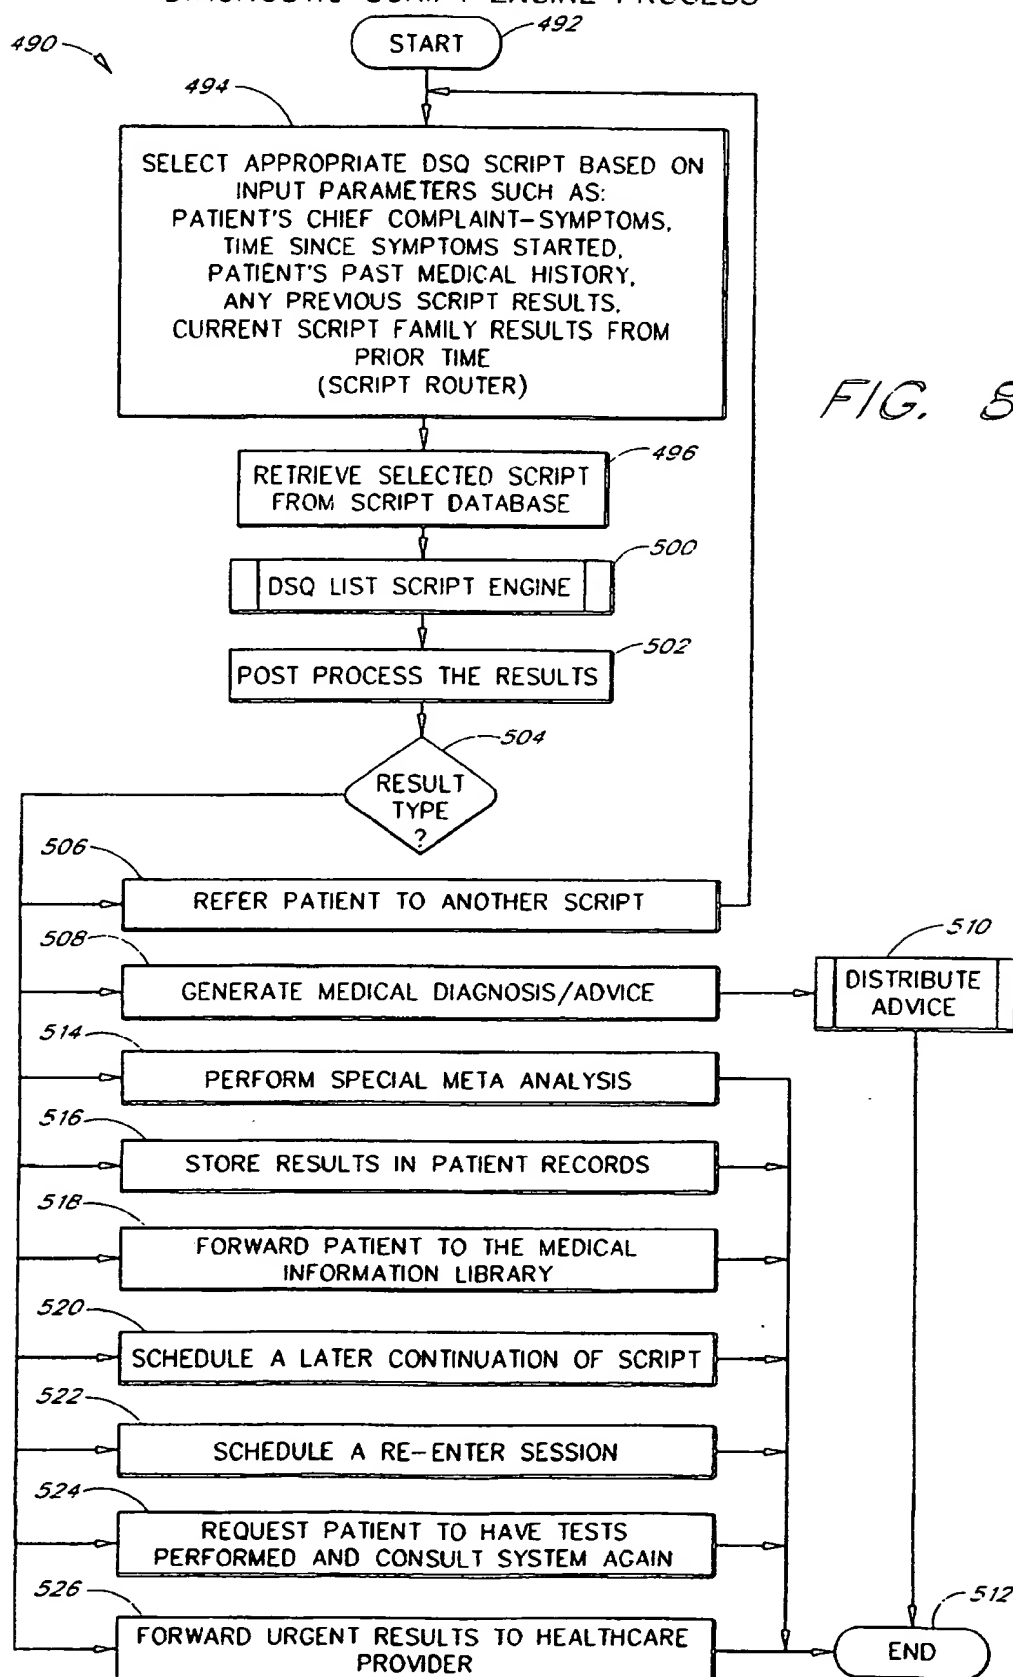 DIAGNOSTIC SCRIPT ENGINE PROCESS
490
START
492
494
SELECT APPROPRIATE DSQ SCRIPT BASED ON
INPUT PARAMETERS SUCH AS:
PATIENT'S CHIEF COMPLAINT-SYMPTOMS,
TIME SINCE SYMPTOMS STARTED,
PATIENT'S PAST MEDICAL HISTORY,
ANY PREVIOUS SCRIPT RESULTS,
CURRENT SCRIPT FAMILY RESULTS FROM
PRIOR TIME
(SCRIPT ROUTER)
FIG. 8
496
RETRIEVE SELECTED SCRIPT
FROM SCRIPT DATABASE
500
DSQ LIST SCRIPT ENGINE
502
POST PROCESS THE RESULTS
504
RESULT
TYPE
?
506
REFER PATIENT TO ANOTHER SCRIPT
508
GENERATE MEDICAL DIAGNOSIS/ADVICE
510
DISTRIBUTE
ADVICE
514
PERFORM SPECIAL META ANALYSIS
516
STORE RESULTS IN PATIENT RECORDS
518
FORWARD PATIENT TO THE MEDICAL
INFORMATION LIBRARY
520
SCHEDULE A LATER CONTINUATION OF SCRIPT
522
SCHEDULE A RE-ENTER SESSION
524
REQUEST PATIENT TO HAVE TESTS
PERFORMED AND CONSULT SYSTEM AGAIN
526
FORWARD URGENT RESULTS TO HEALTHCARE
PROVIDER
512
END